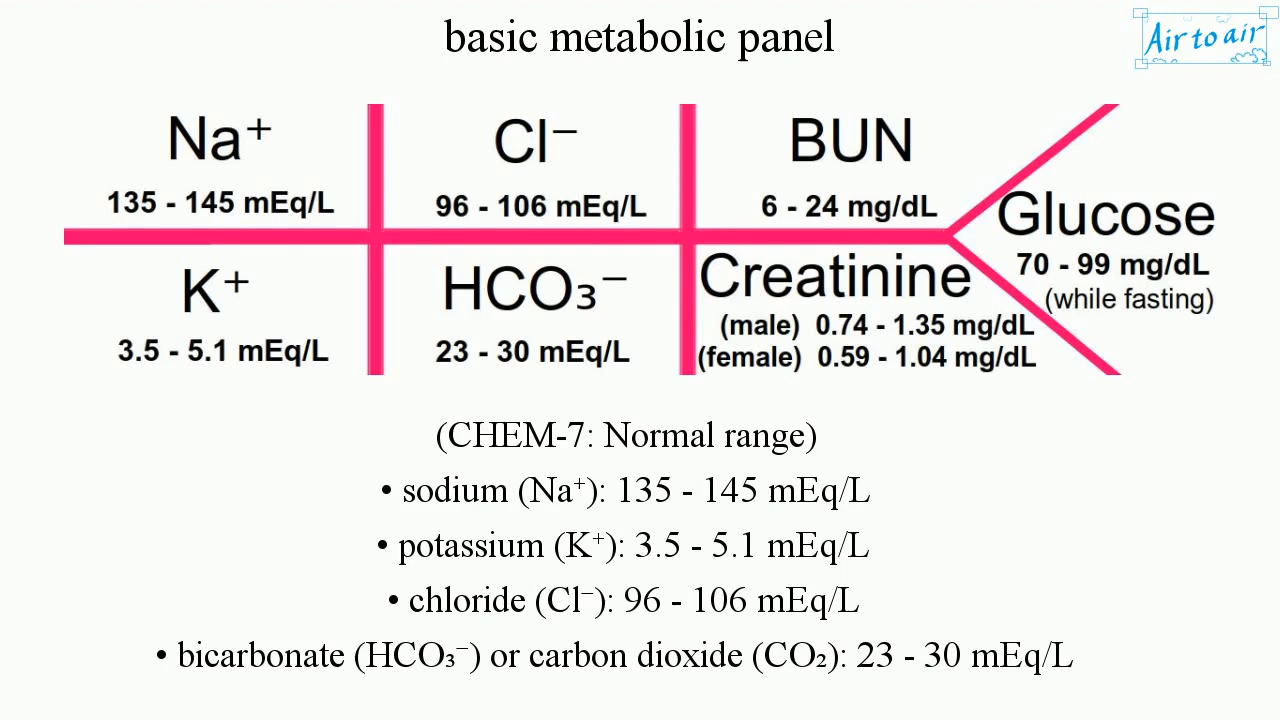 basic metabolic panel
Air to air
Na⁺
135 - 145 mEq/L
Cl⁻
96 - 106 mEq/L
BUN
6 - 24 mg/dL
Glucose
70 - 99 mg/dL
(while fasting)
K⁺
3.5 - 5.1 mEq/L
HCO₃⁻
23 - 30 mEq/L
Creatinine
(male) 0.74 - 1.35 mg/dL
(female) 0.59 - 1.04 mg/dL
(CHEM-7: Normal range)
• sodium (Na⁺): 135 - 145 mEq/L
• potassium (K⁺): 3.5 - 5.1 mEq/L
• chloride (Cl⁻): 96 - 106 mEq/L
• bicarbonate (HCO₃⁻) or carbon dioxide (CO₂): 23 - 30 mEq/L